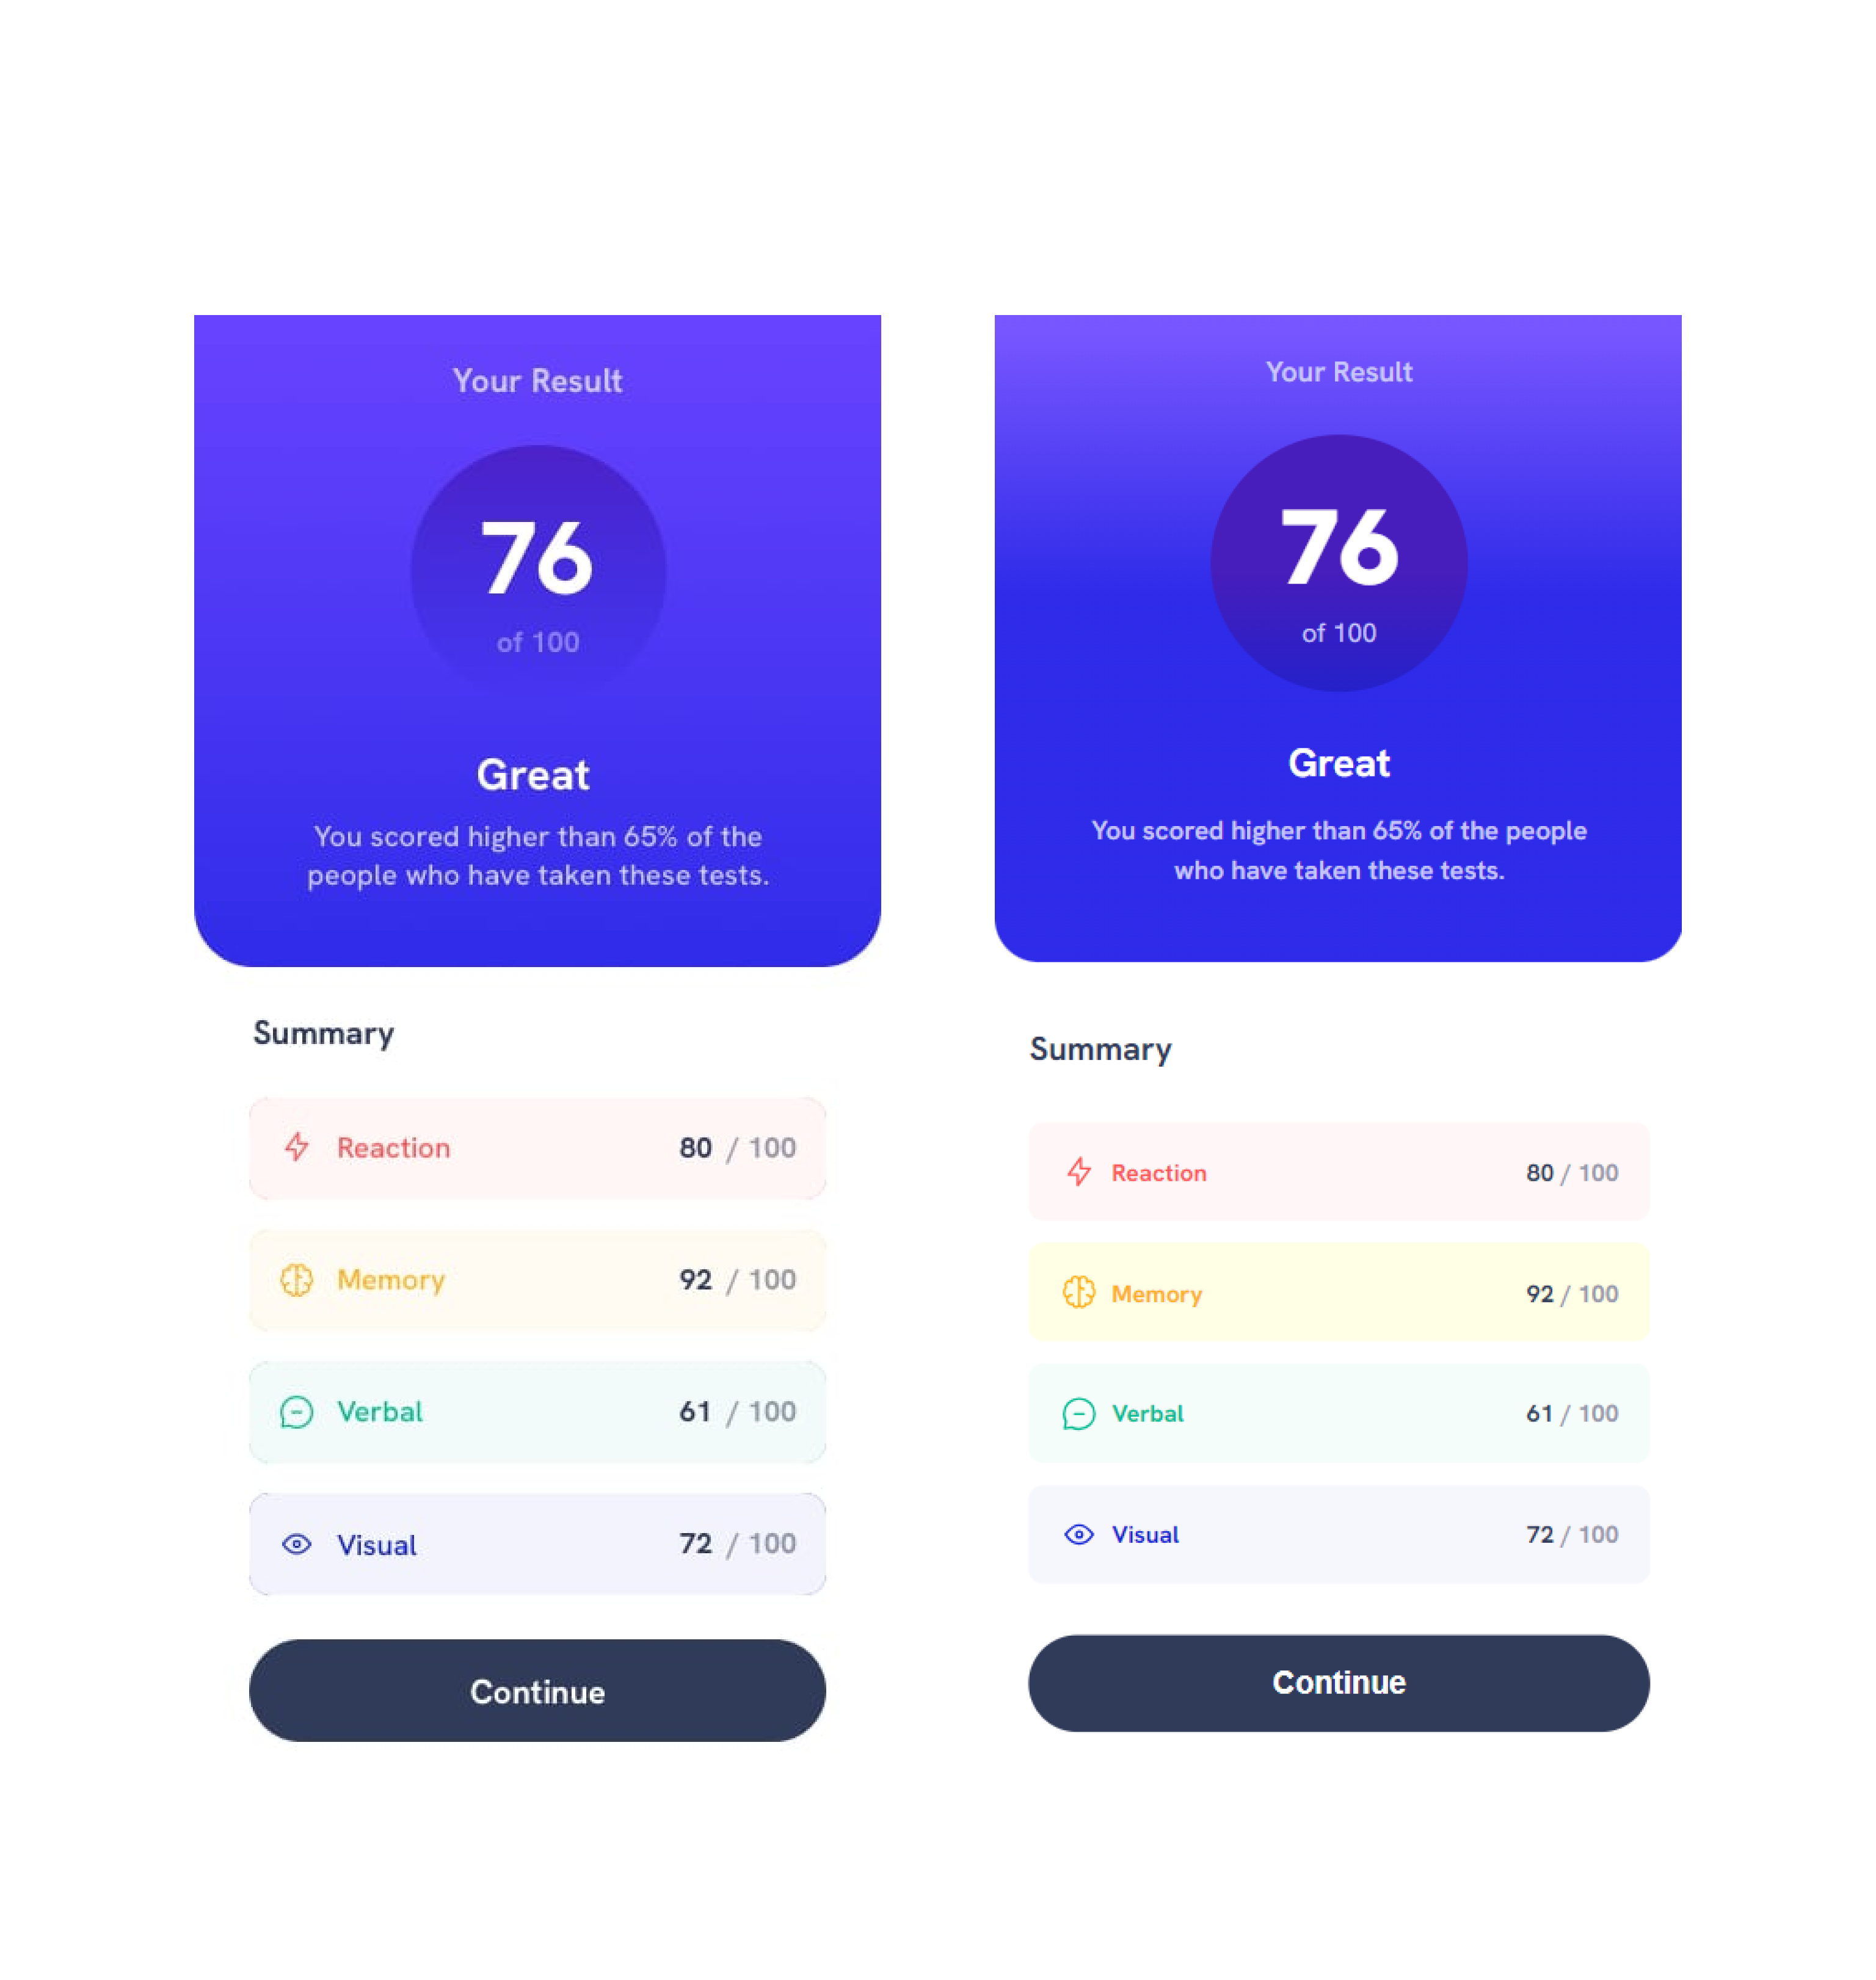 Your Result
76
of 100
Great
You scored higher than 65% of the
people who have taken these tests.
Summary
Reaction 80 / 100
Memory 92 / 100
Verbal 61 / 100
Visual 72 / 100
Continue
Your Result
76
of 100
Great
You scored higher than 65% of the people
who have taken these tests.
Summary
Reaction 80 / 100
Memory 92 / 100
Verbal 61 / 100
Visual 72 / 100
Continue